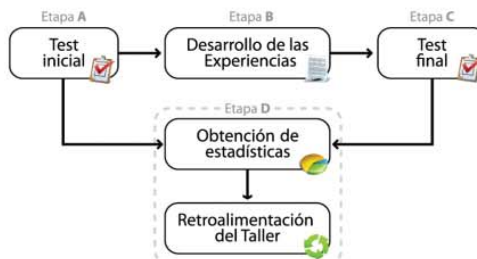 Etapa A
Test
inicial
Etapa B
Desarrollo de las
Experiencias
Etapa C
Test
final
Etapa D
Obtención de
estadísticas
Retroalimentación
del Taller